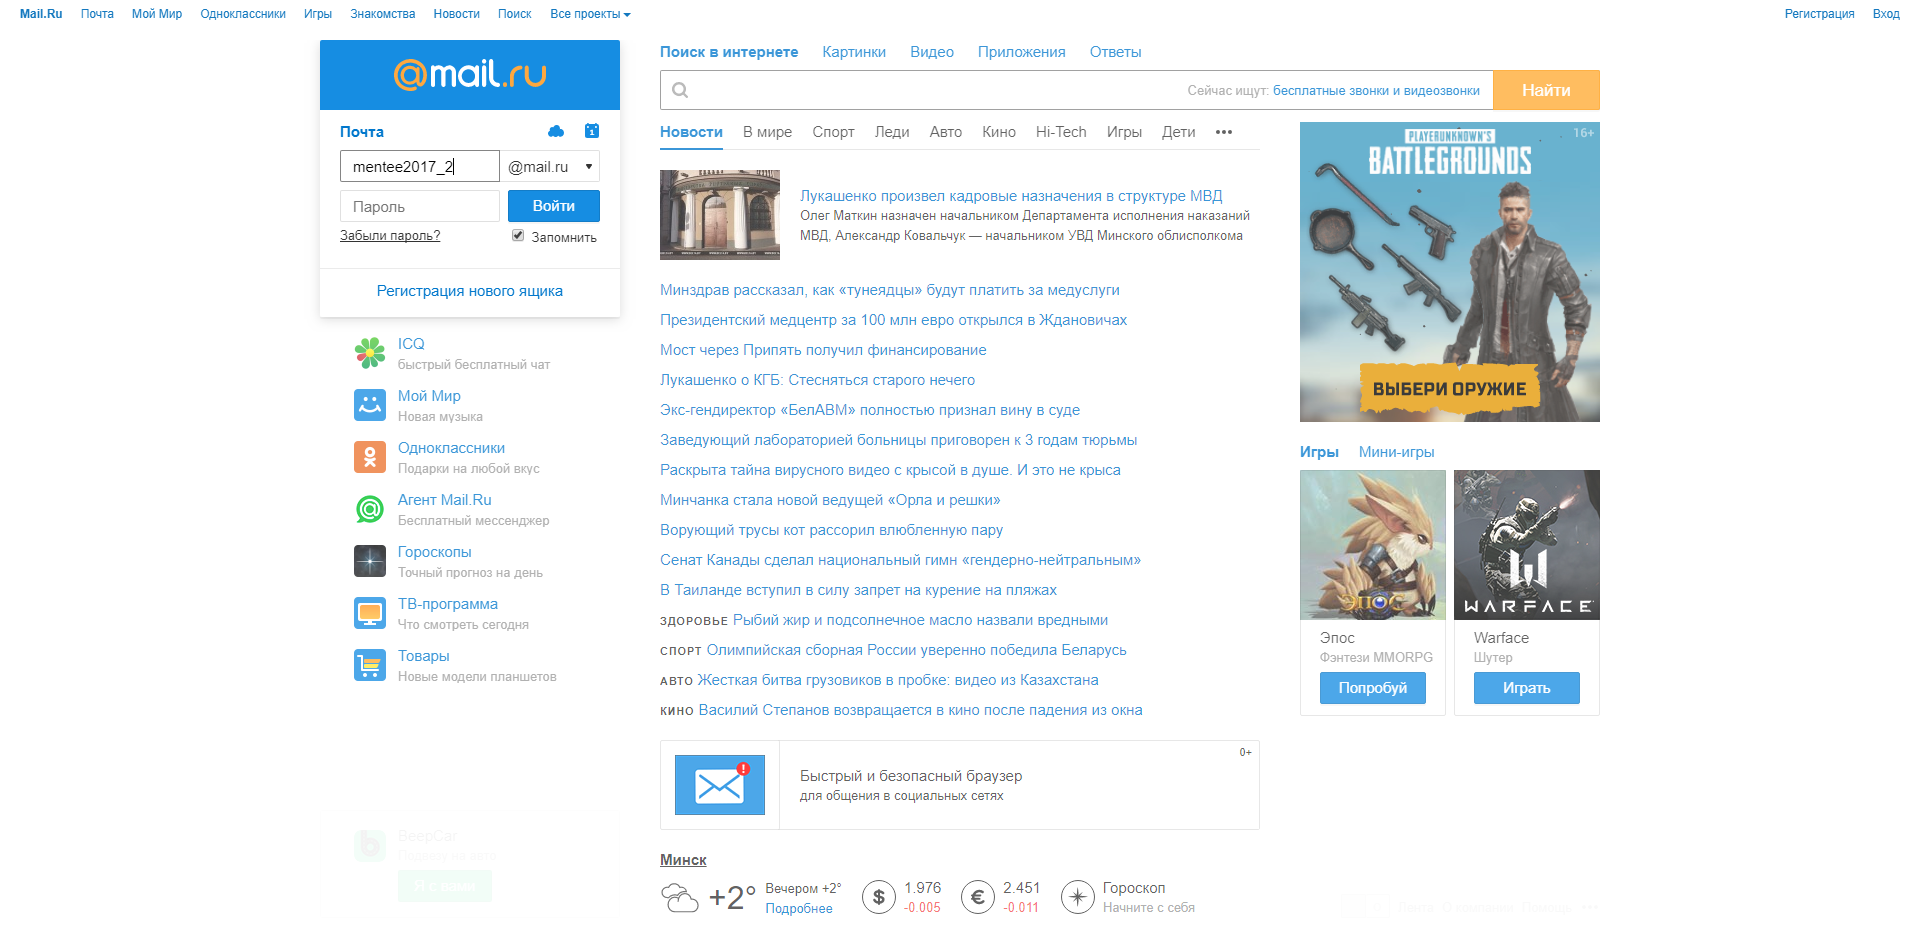 Mail.Ru Почта Мой Мир Одноклассники Игры Знакомства Новости Поиск Все проекты
Регистрация Вход
@mail.ru
Почта
1
mentee2017_2 @mail.ru
Пароль Войти
Забыли пароль? Запомнить
Регистрация нового ящика
ICQ
быстрый бесплатный чат
Мой Мир
Новая музыка
Одноклассники
Подарки на любой вкус
Агент Mail.Ru
Бесплатный мессенджер
Гороскопы
Точный прогноз на день
ТВ-программа
Что смотреть сегодня
Товары
Новые модели планшетов
BeepCar
Поиск в интернете Картинки Видео Приложения Ответы
Сейчас ищут: бесплатные звонки и видеозвонки Найти
Новости В мире Спорт Леди Авто Кино Hi-Tech Игры Дети •••
Лукашенко произвел кадровые назначения в структуре МВД
Олег Маткин назначен начальником Департамента исполнения наказаний
МВД, Александр Ковальчук — начальником УВД Минского облисполкома
Минздрав рассказал, как «тунеядцы» будут платить за медуслуги
Президентский медцентр за 100 млн евро открылся в Ждановичах
Мост через Припять получил финансирование
Лукашенко о КГБ: Стесняться старого нечего
Экс-гендиректор «БелАВМ» полностью признал вину в суде
Заведующий лабораторией больницы приговорен к 3 годам тюрьмы
Раскрыта тайна вирусного видео с крысой в душе. И это не крыса
Минчанка стала новой ведущей «Орла и решки»
Ворующий трусы кот рассорил влюбленную пару
Сенат Канады сделал национальный гимн «гендерно-нейтральным»
В Таиланде вступил в силу запрет на курение на пляжах
ЗДОРОВЬЕ Рыбий жир и подсолнечное масло назвали вредными
СПОРТ Олимпийская сборная России уверенно победила Беларусь
АВТО Жесткая битва грузовиков в пробке: видео из Казахстана
КИНО Василий Степанов возвращается в кино после падения из окна
0+
Быстрый и безопасный браузер
для общения в социальных сетях
Минск
+2° Вечером +2°
Подробнее
$ 1.976
-0.005
€ 2.451
-0.011
Гороскоп
Начните с себя
16+
PLAYERUNKNOWN'S
BATTLEGROUNDS
ВЫБЕРИ ОРУЖИЕ
Игры Мини-игры
ЭПОС
WARFACE
Эпос
Фэнтези MMORPG
Попробуй
Warface
Шутер
Играть